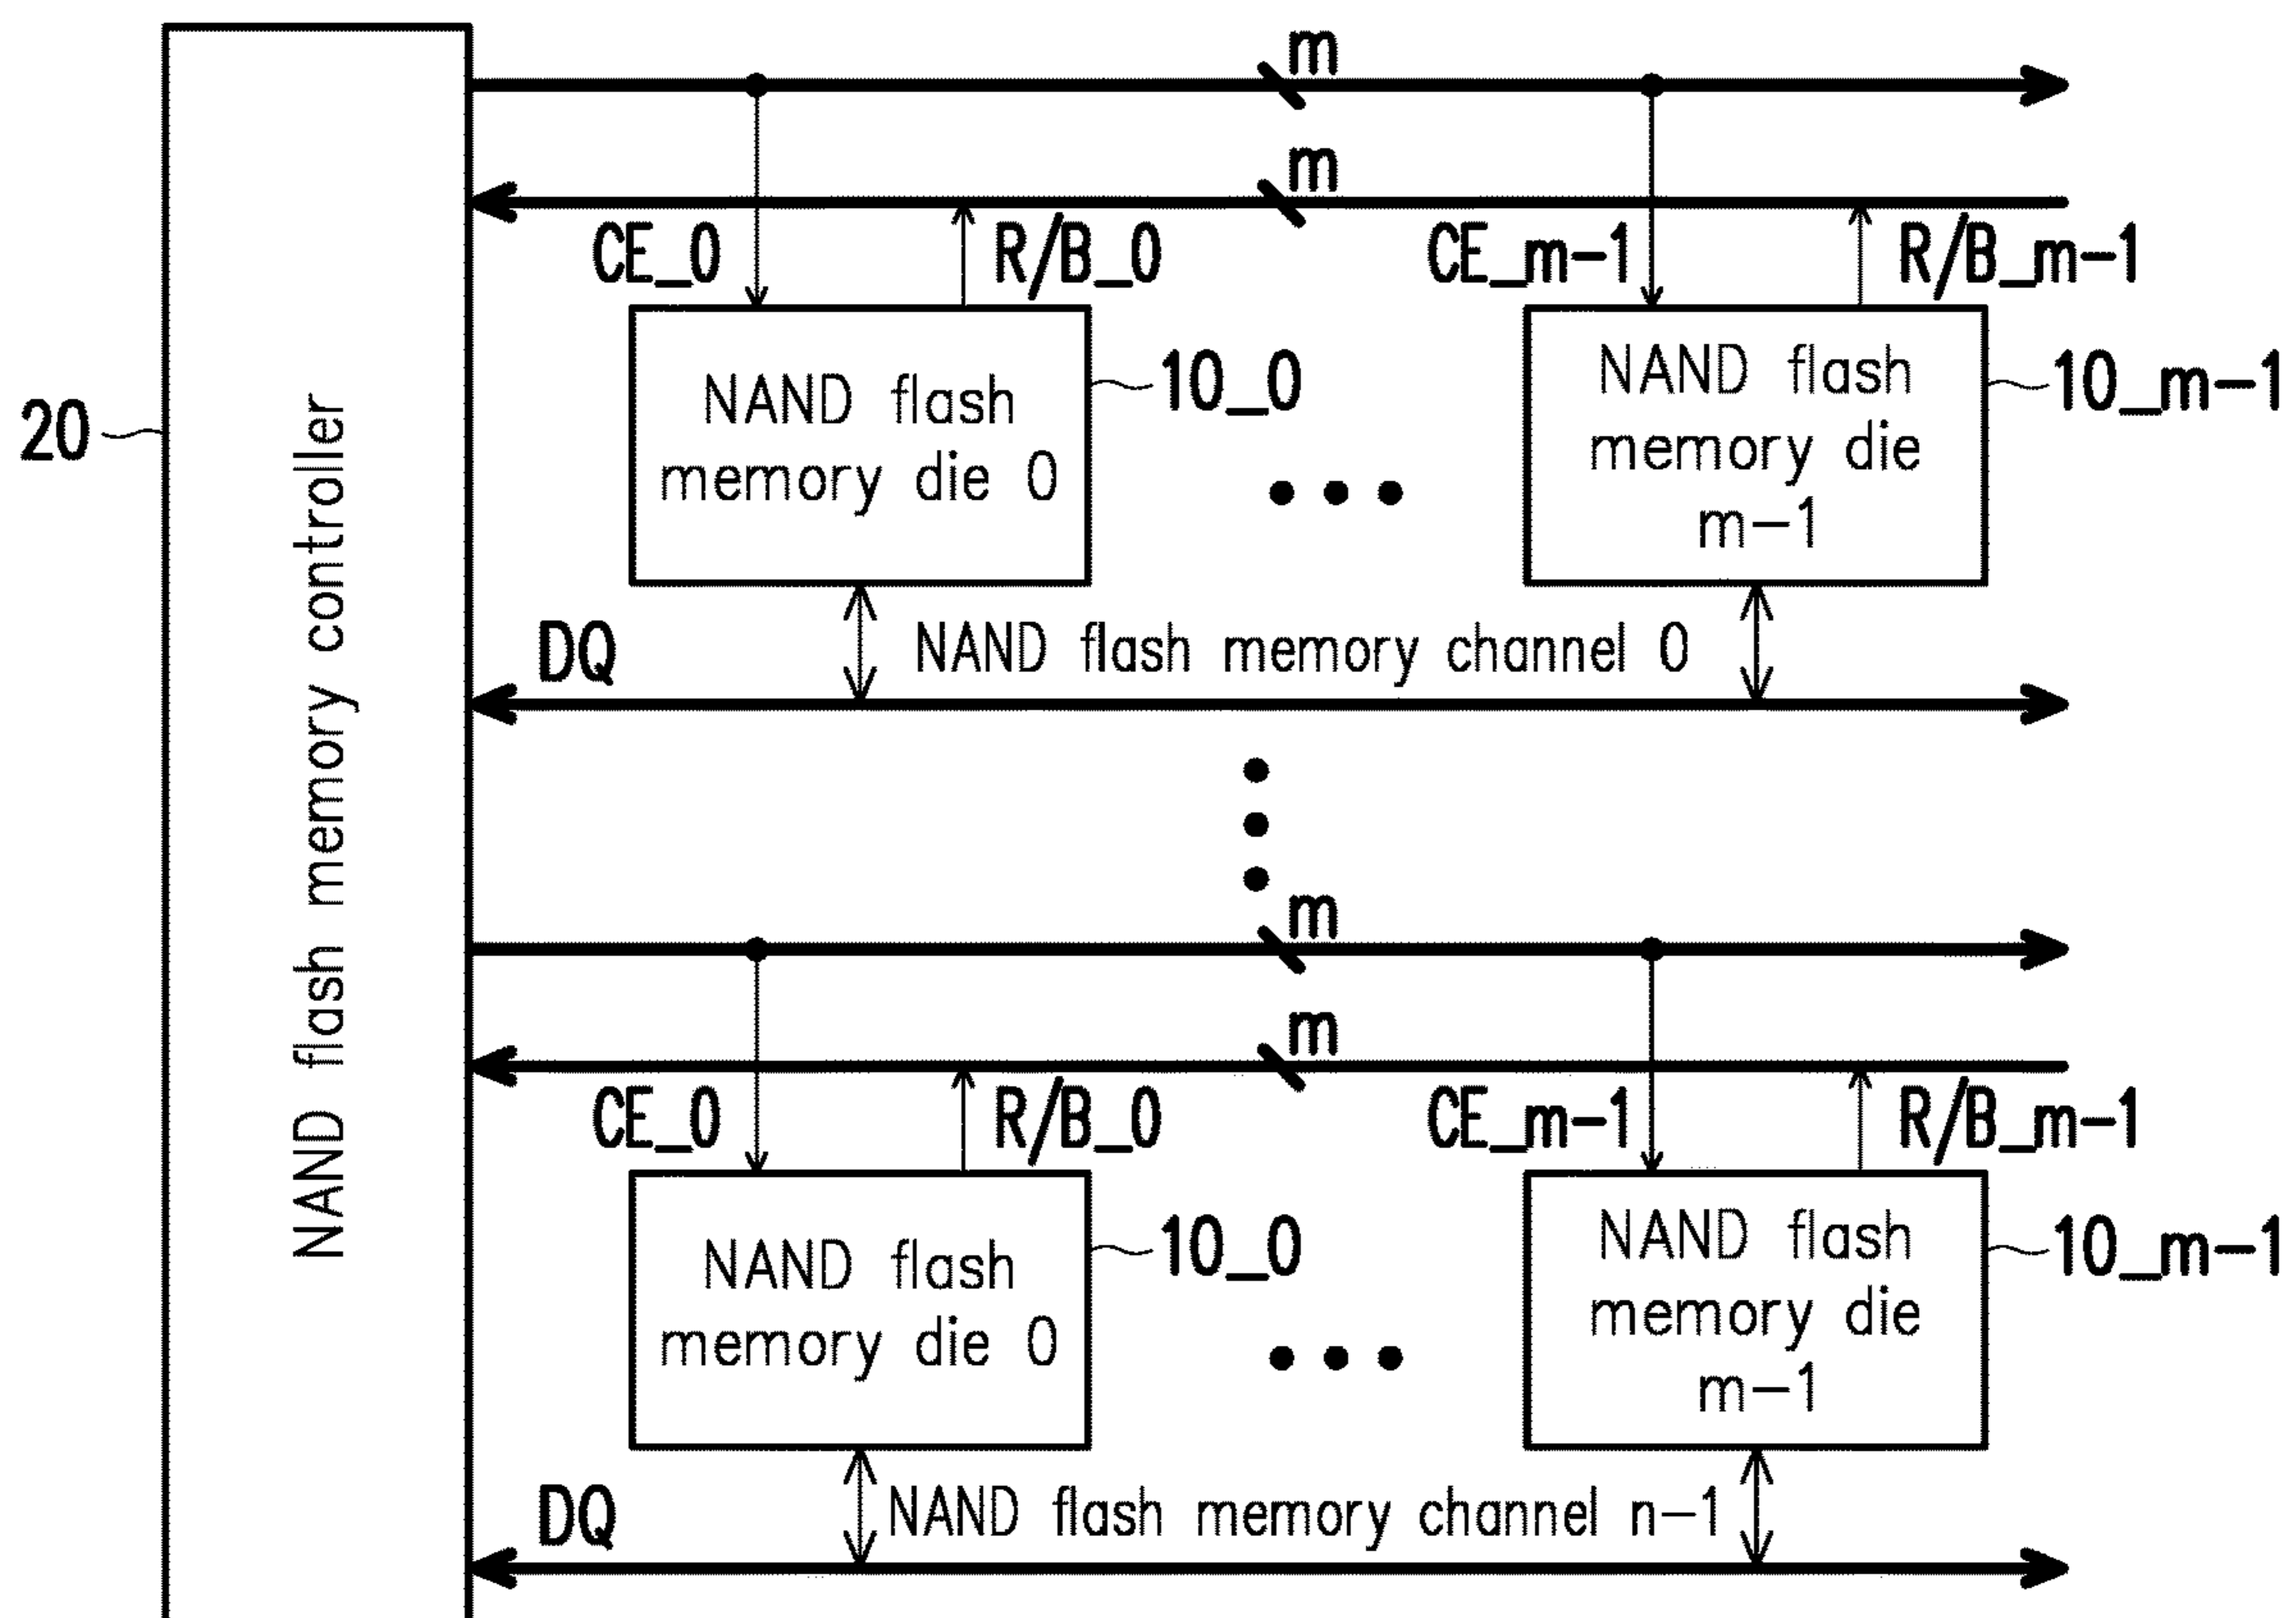 20
NAND flash memory controller
m
m
CE_0
R/B_0
CE_m-1
R/B_m-1
NAND flash
memory die 0
10_0
NAND flash
memory die
m-1
10_m-1
DQ
NAND flash memory channel 0
m
m
CE_0
R/B_0
CE_m-1
R/B_m-1
NAND flash
memory die 0
10_0
NAND flash
memory die
m-1
10_m-1
DQ
NAND flash memory channel n-1